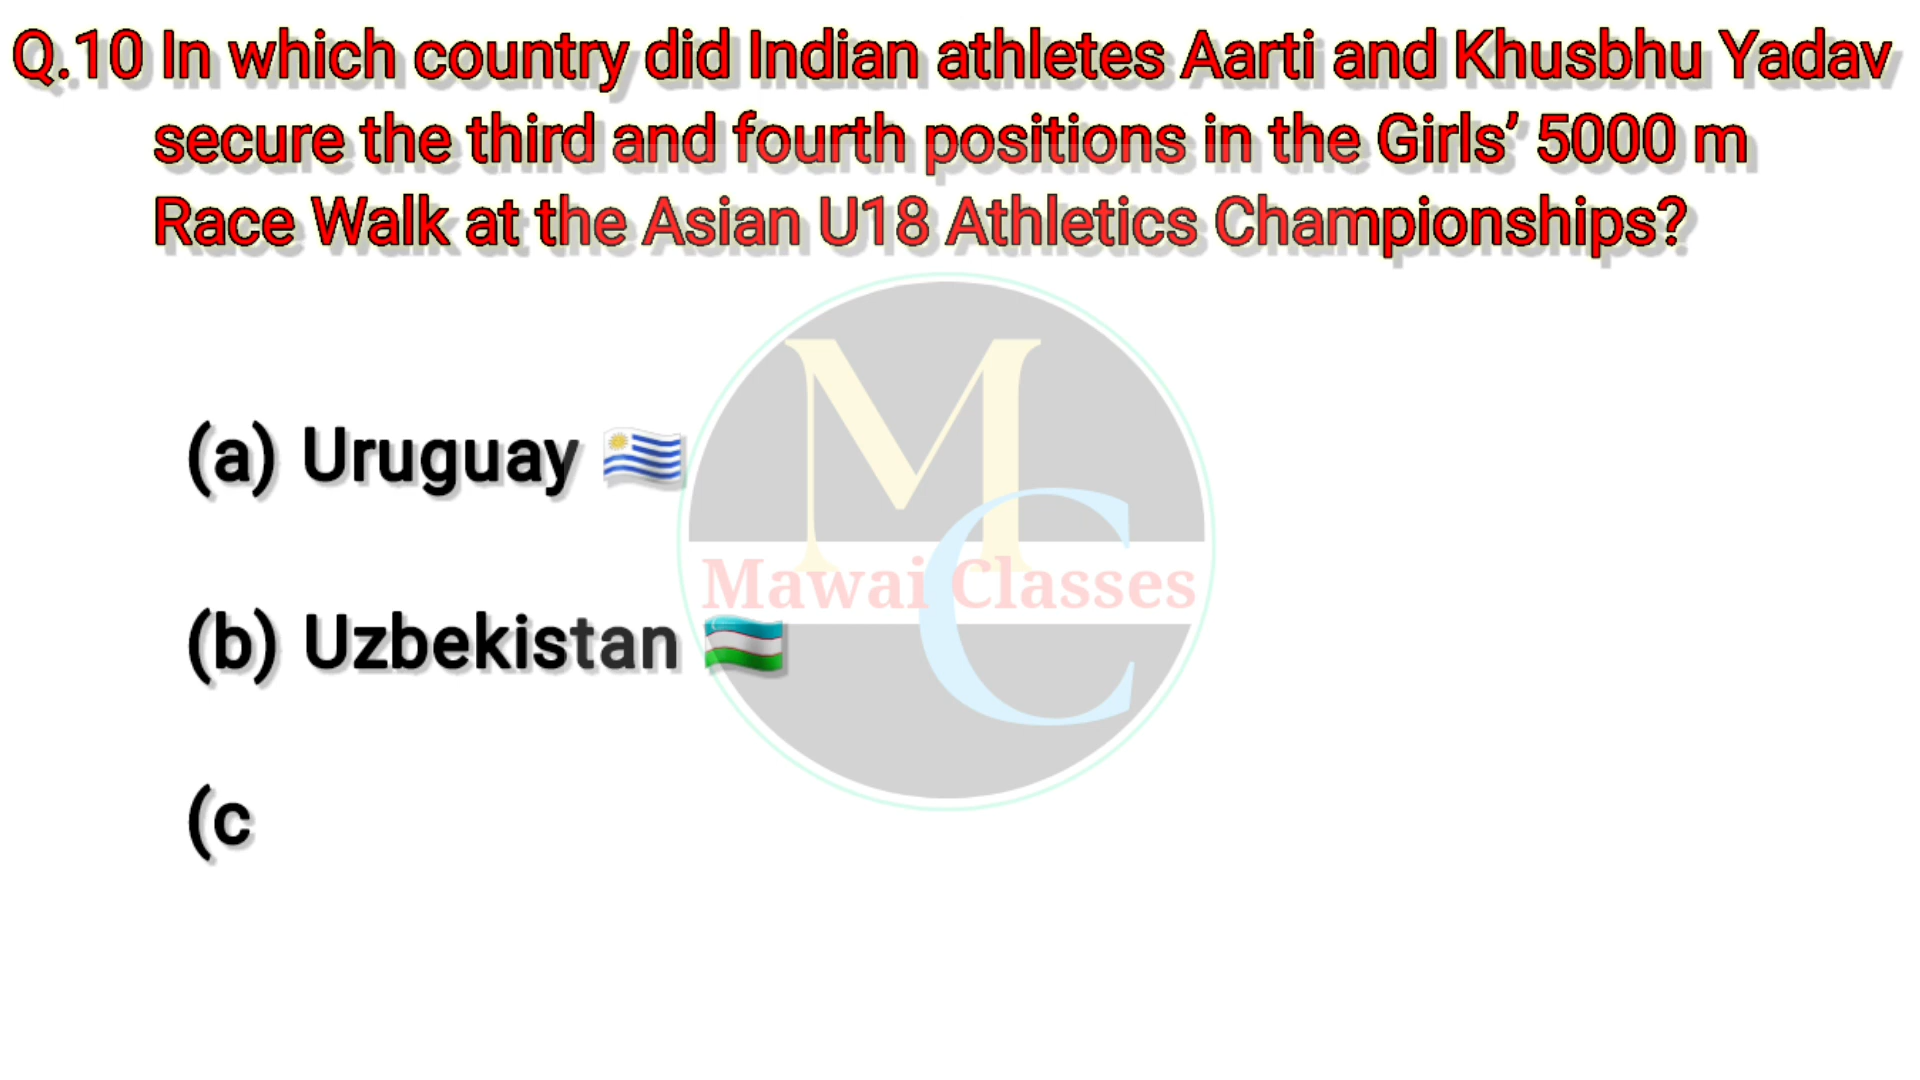 Q.10 In which country did Indian athletes Aarti and Khusbhu Yadav
secure the third and fourth positions in the Girls’ 5000 m
Race Walk at the Asian U18 Athletics Championships?
(a) Uruguay 🇺🇾
MC
Mawai Classes
(b) Uzbekistan 🇺🇿
(c